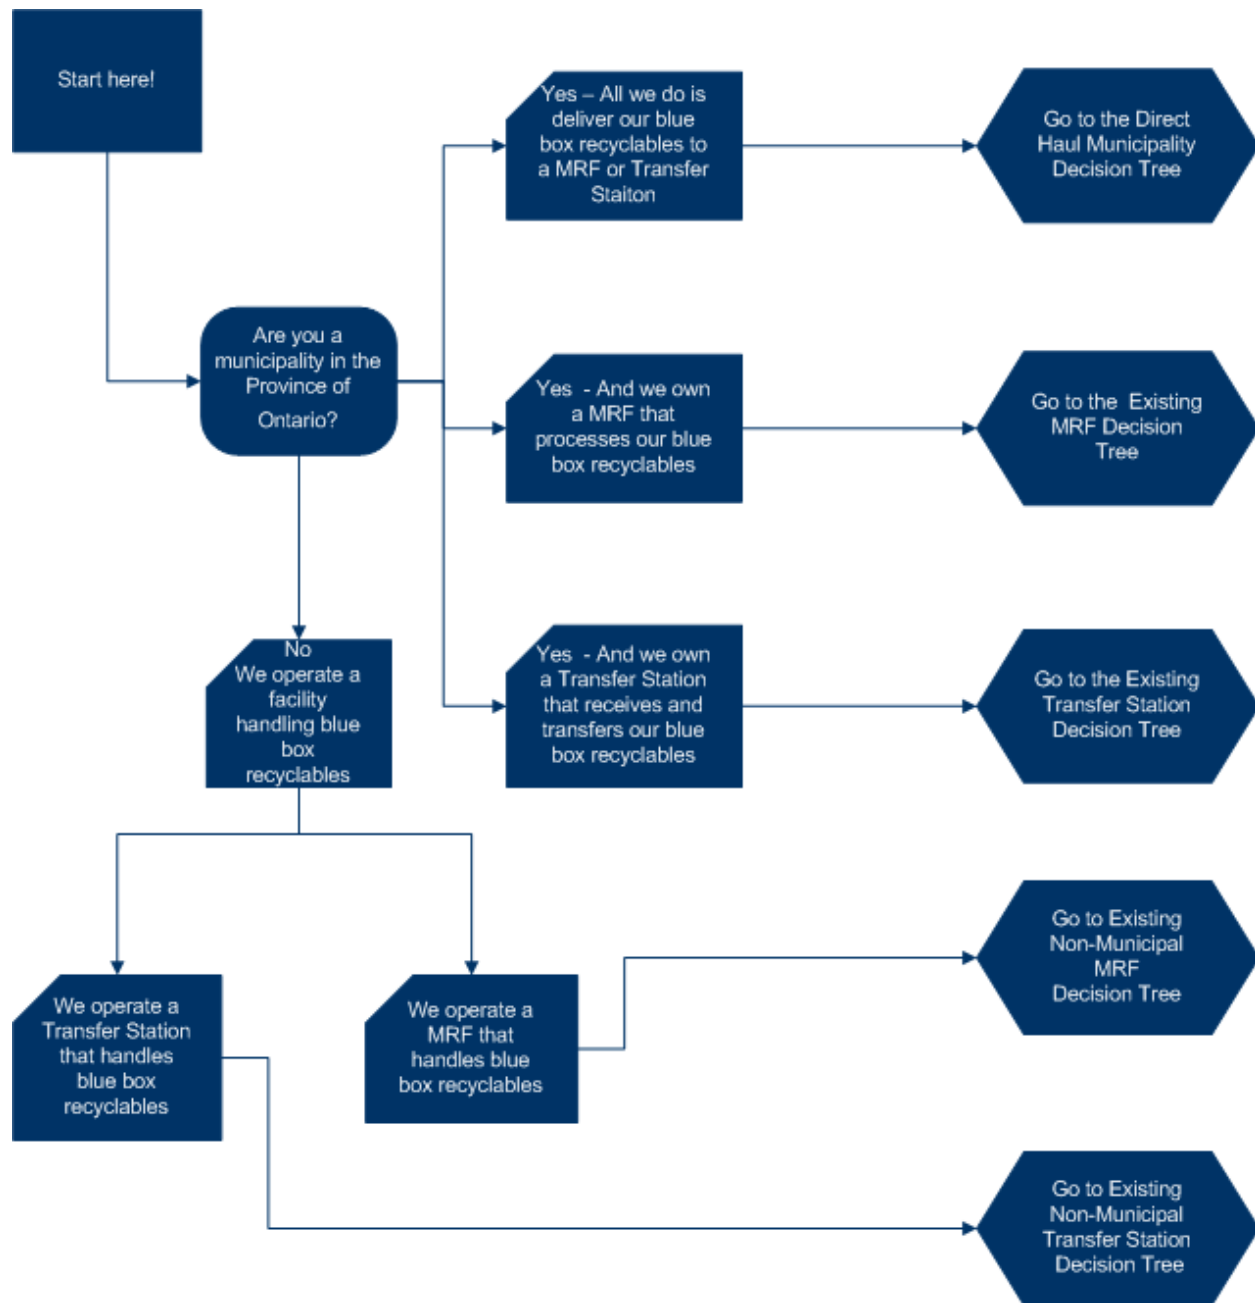 Start here!
Yes – All we do is
deliver our blue
box recyclables to
a MRF or Transfer
Staiton
Go to the Direct
Haul Municipality
Decision Tree
Are you a
municipality in the
Province of
Ontario?
Yes - And we own
a MRF that
processes our blue
box recyclables
Go to the Existing
MRF Decision
Tree
No
We operate a
facility
handling blue
box
recyclables
Yes - And we own
a Transfer Station
that receives and
transfers our blue
box recyclables
Go to the Existing
Transfer Station
Decision Tree
We operate a
Transfer Station
that handles
blue box
recyclables
We operate a
MRF that
handles blue
box recyclables
Go to Existing
Non-Municipal
MRF
Decision Tree
Go to Existing
Non-Municipal
Transfer Station
Decision Tree